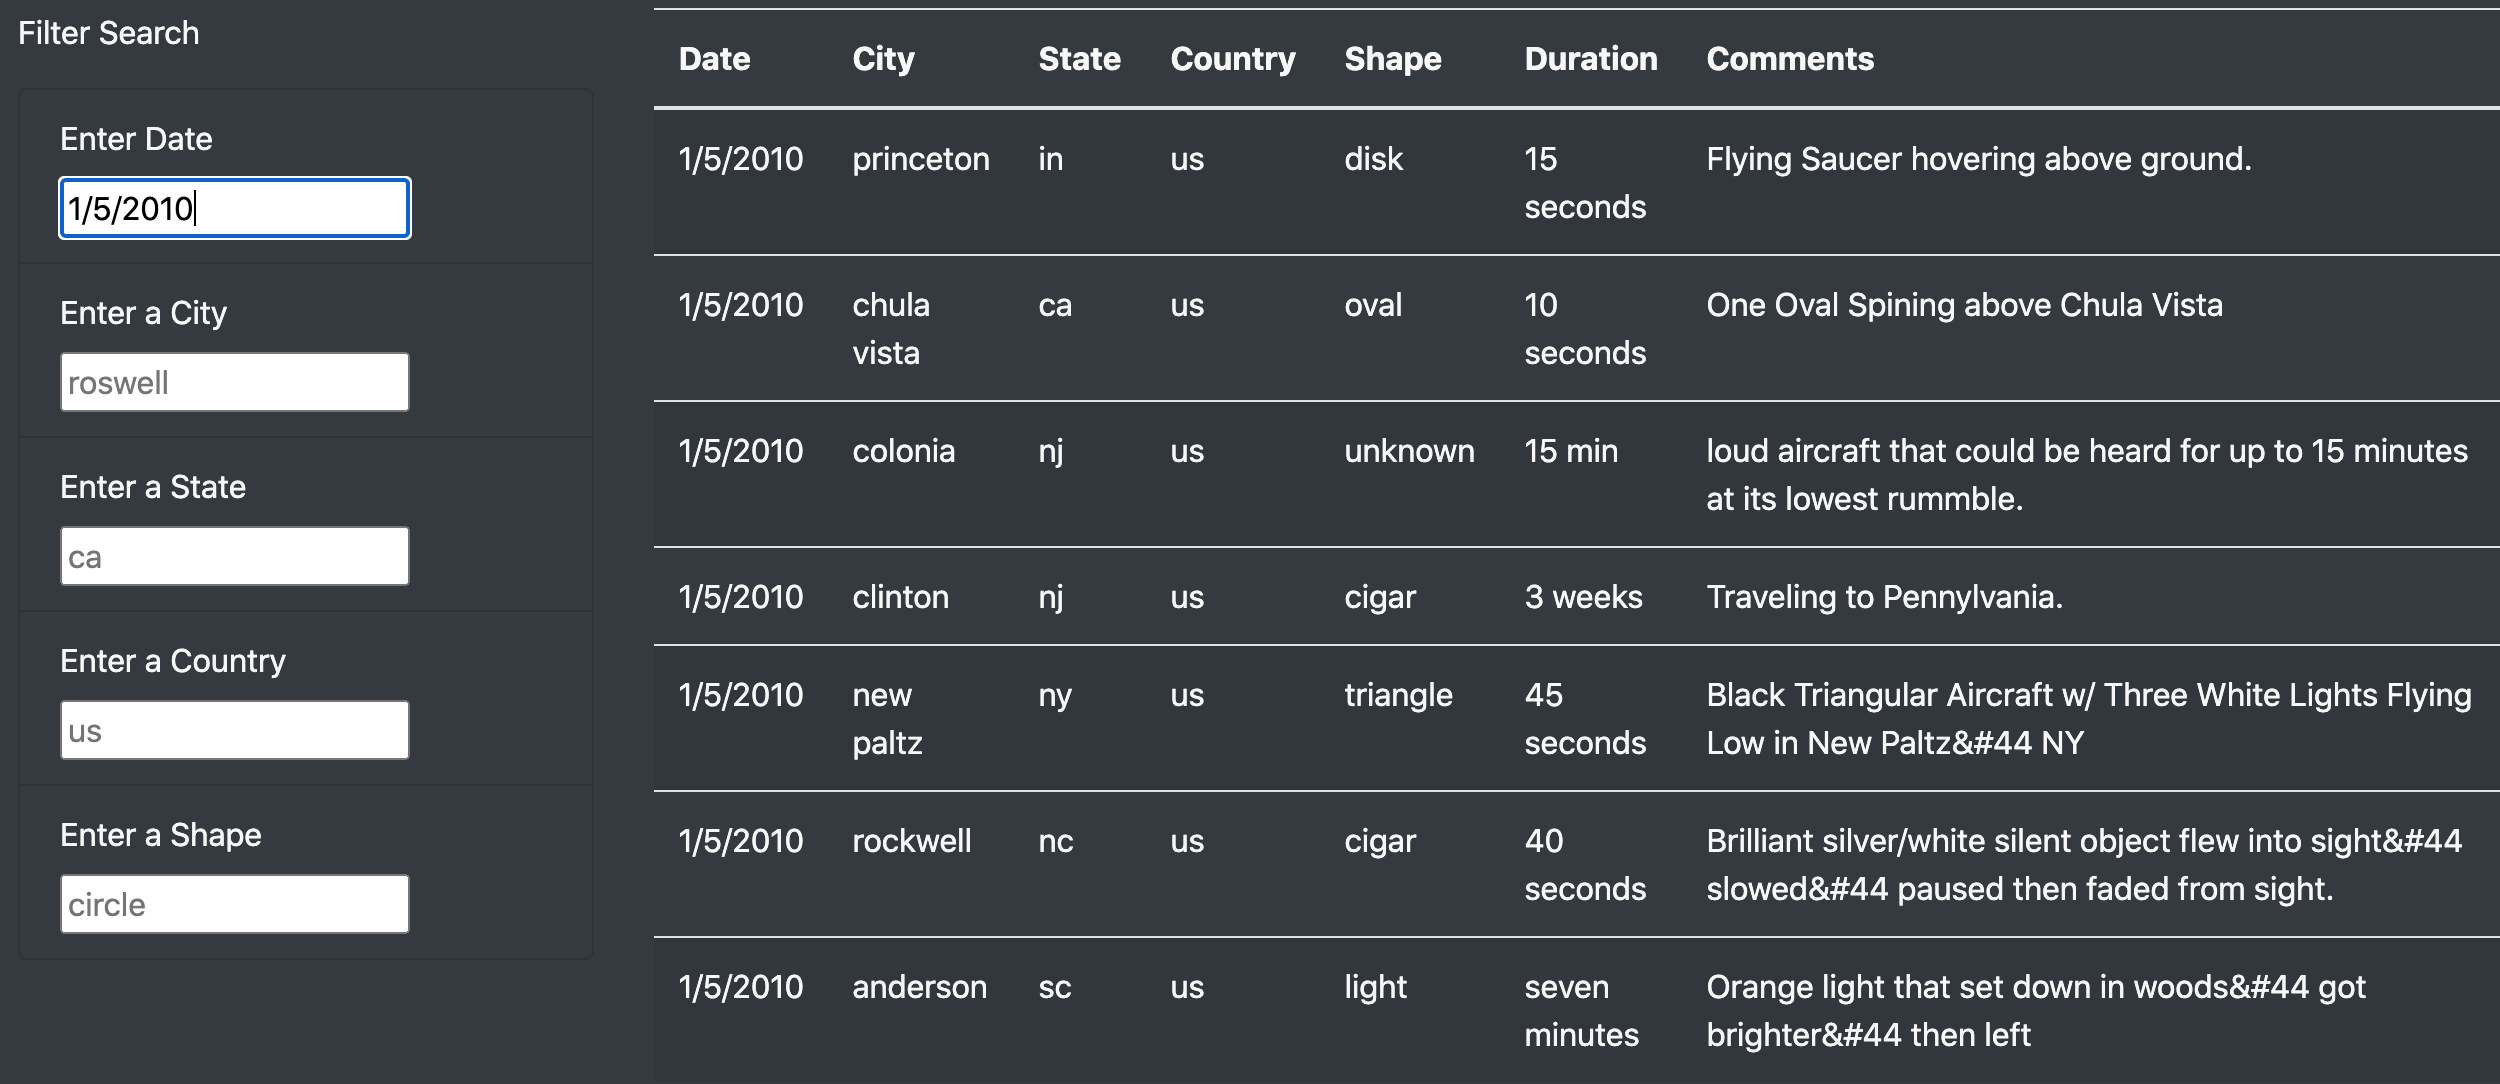 Filter Search
Enter Date
1/5/2010
Enter a City
roswell
Enter a State
ca
Enter a Country
us
Enter a Shape
circle
Date City State Country Shape Duration Comments
1/5/2010 princeton in us disk 15 Flying Saucer hovering above ground.
seconds
1/5/2010 chula ca us oval 10 One Oval Spining above Chula Vista
vista seconds
1/5/2010 colonia nj us unknown 15 min loud aircraft that could be heard for up to 15 minutes
at its lowest rummble.
1/5/2010 clinton nj us cigar 3 weeks Traveling to Pennylvania.
1/5/2010 new ny us triangle 45 Black Triangular Aircraft w/ Three White Lights Flying
paltz seconds Low in New Paltz&#44 NY
1/5/2010 rockwell nc us cigar 40 Brilliant silver/white silent object flew into sight&#44
seconds slowed&#44 paused then faded from sight.
1/5/2010 anderson sc us light seven Orange light that set down in woods&#44 got
minutes brighter&#44 then left